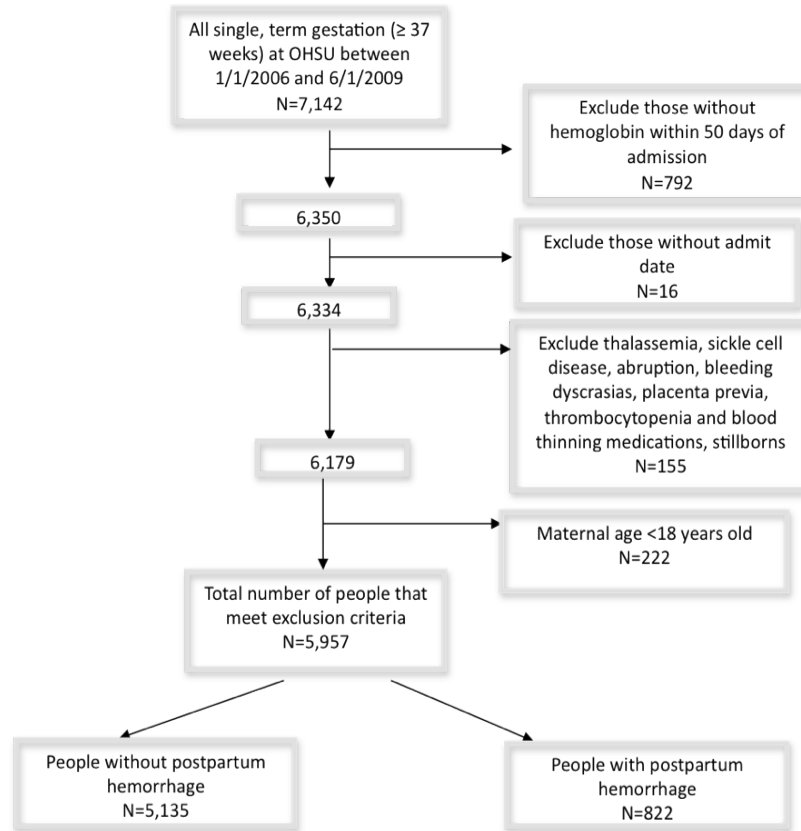 All single, term gestation (≥ 37
weeks) at OHSU between
1/1/2006 and 6/1/2009
N=7,142
Exclude those without
hemoglobin within 50 days of
admission
N=792
6,350
Exclude those without admit
date
N=16
6,334
Exclude thalassemia, sickle cell
disease, abruption, bleeding
dyscrasias, placenta previa,
thrombocytopenia and blood
thinning medications, stillborns
N=155
6,179
Maternal age <18 years old
N=222
Total number of people that
meet exclusion criteria
N=5,957
People without postpartum
hemorrhage
N=5,135
People with postpartum
hemorrhage
N=822